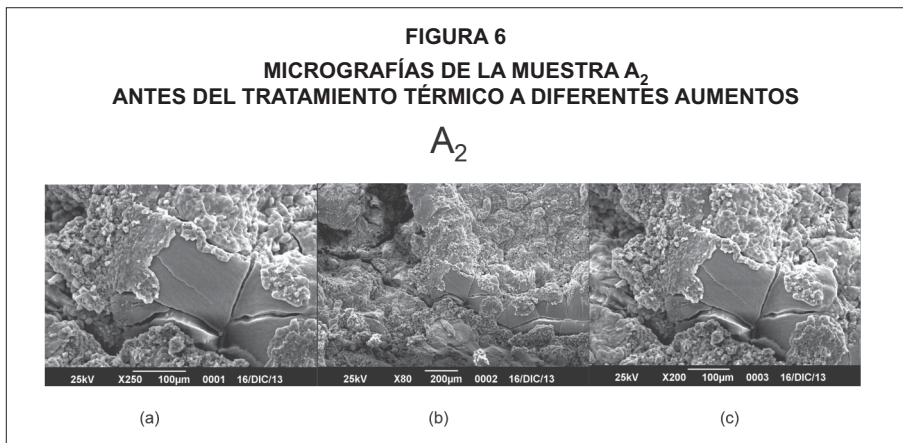 FIGURA 6
MICROGRAFÍAS DE LA MUESTRA A₂
ANTES DEL TRATAMIENTO TÉRMICO A DIFERENTES AUMENTOS
A₂
25kV X250 100µm 0001 16/DIC/13
25kV X80 200µm 0002 16/DIC/13
25kV X200 100µm 0003 16/DIC/13
(a) (b) (c)